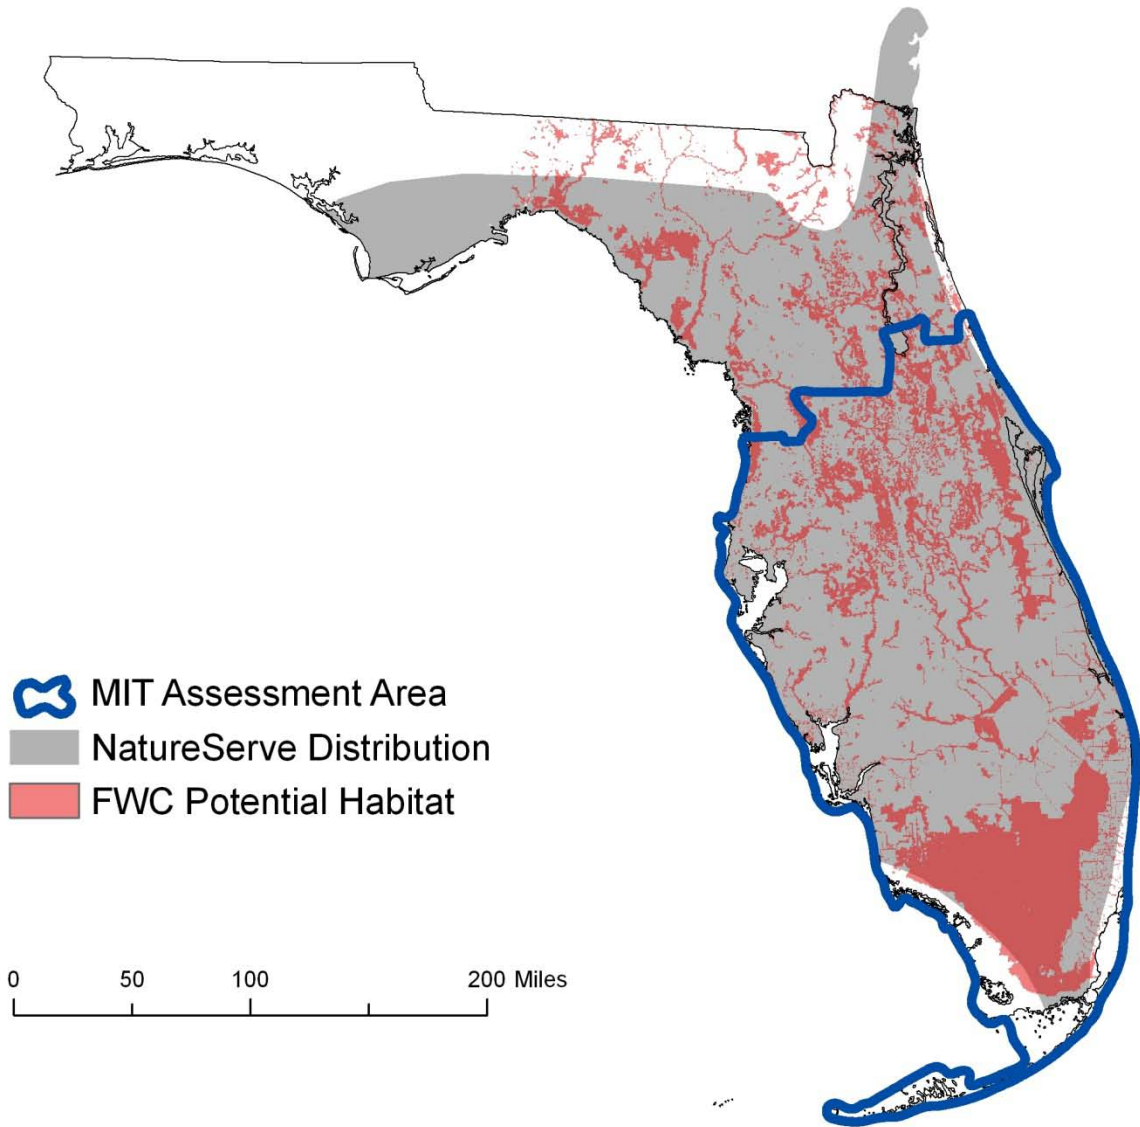 MIT Assessment Area
NatureServe Distribution
FWC Potential Habitat
0 50 100 200 Miles